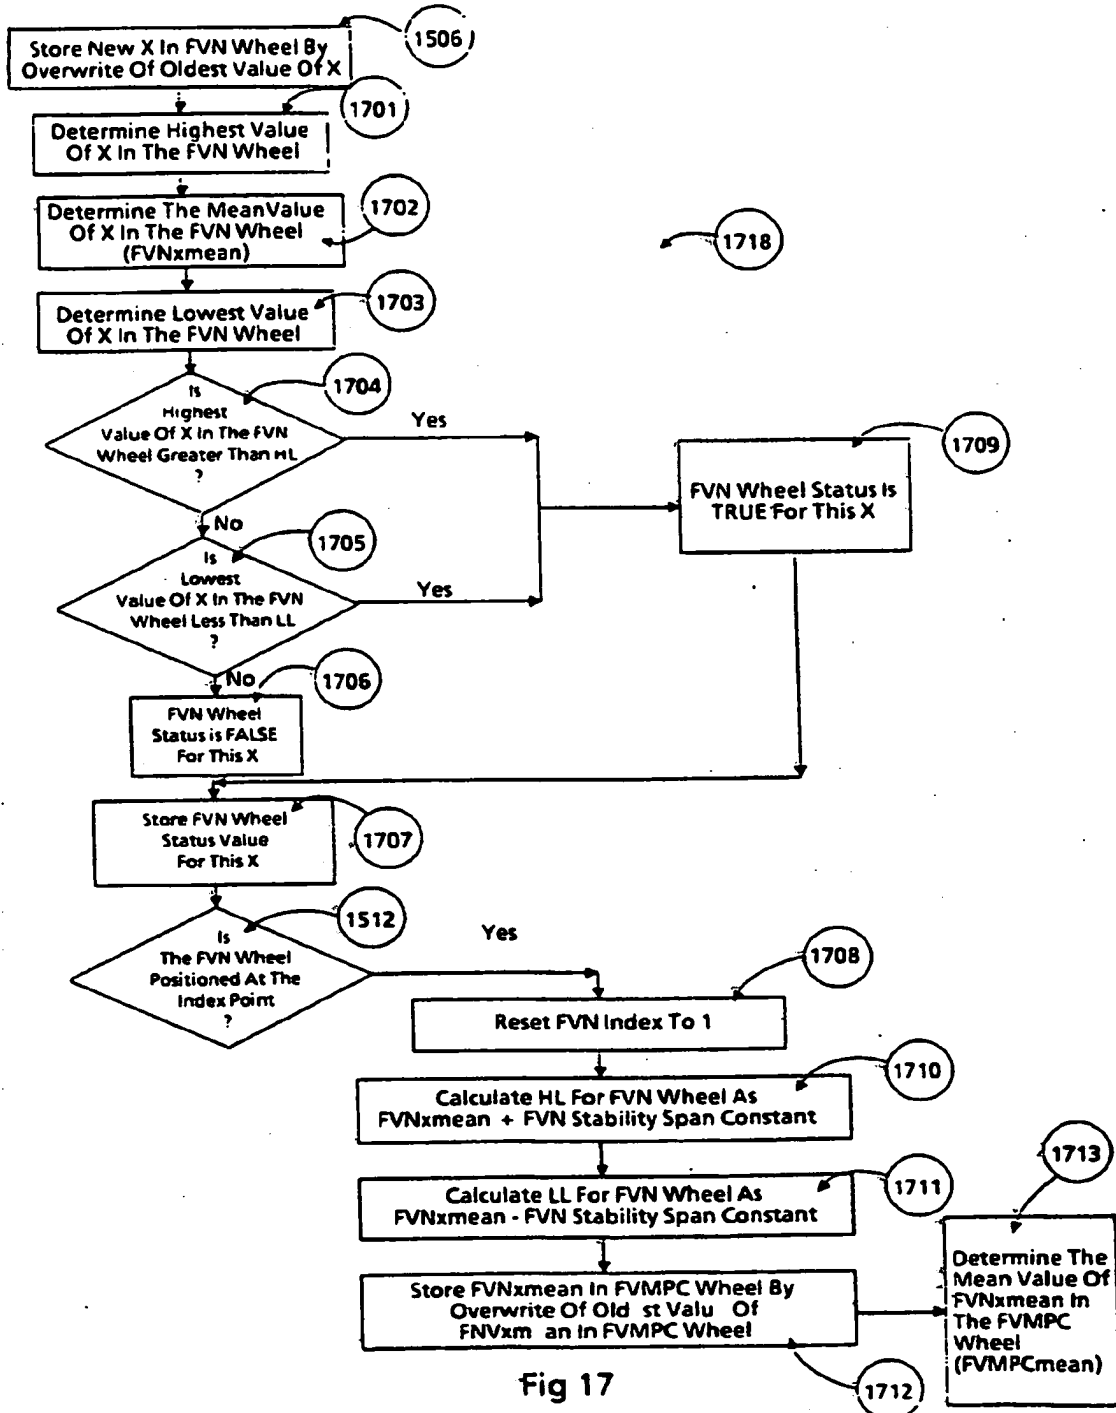 Store New X In FVN Wheel By
Overwrite Of Oldest Value Of X
1506
Determine Highest Value
Of X In The FVN Wheel
1701
Determine The MeanValue
Of X In The FVN Wheel
(FVNxmean)
1702
1718
Determine Lowest Value
Of X In The FVN Wheel
1703
Is
Highest
Value Of X In The FVN
Wheel Greater Than HL
?
1704
Yes
No
FVN Wheel Status Is
TRUE For This X
1709
Is
Lowest
Value Of X In The FVN
Wheel Less Than LL
?
1705
Yes
No
FVN Wheel
Status is FALSE
For This X
1706
Store FVN Wheel
Status Value
For This X
1707
Is
The FVN Wheel
Positioned At The
Index Point
?
1512
Yes
Reset FVN Index To 1
1708
Calculate HL For FVN Wheel As
FVNxmean + FVN Stability Span Constant
1710
Calculate LL For FVN Wheel As
FVNxmean - FVN Stability Span Constant
1711
Store FVNxmean In FVMPC Wheel By
Overwrite Of Old st Valu Of
FNVxm an In FVMPC Wheel
1712
Determine The
Mean Value Of
FVNxmean In
The FVMPC
Wheel
(FVMPCmean)
1713
Fig 17